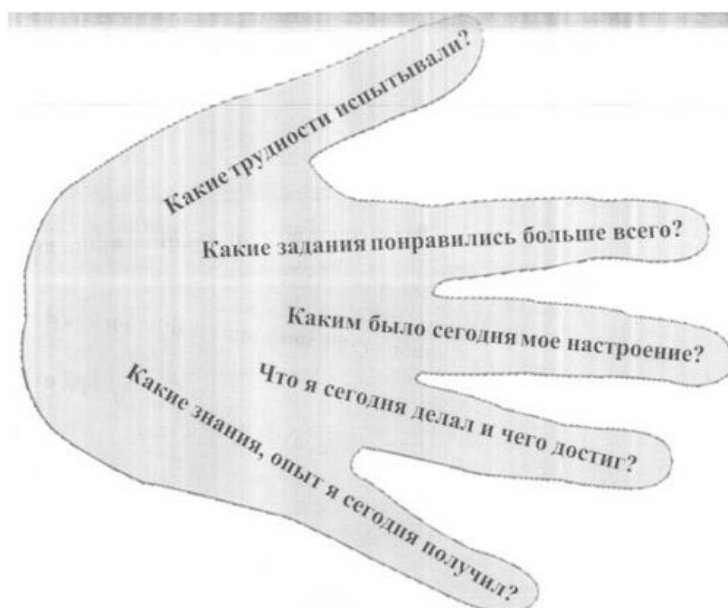 Какие трудности испытывали?
Какие задания понравились больше всего?
Каким было сегодня мое настроение?
Что я сегодня делал и чего достиг?
Какие знания, опыт я сегодня получил?